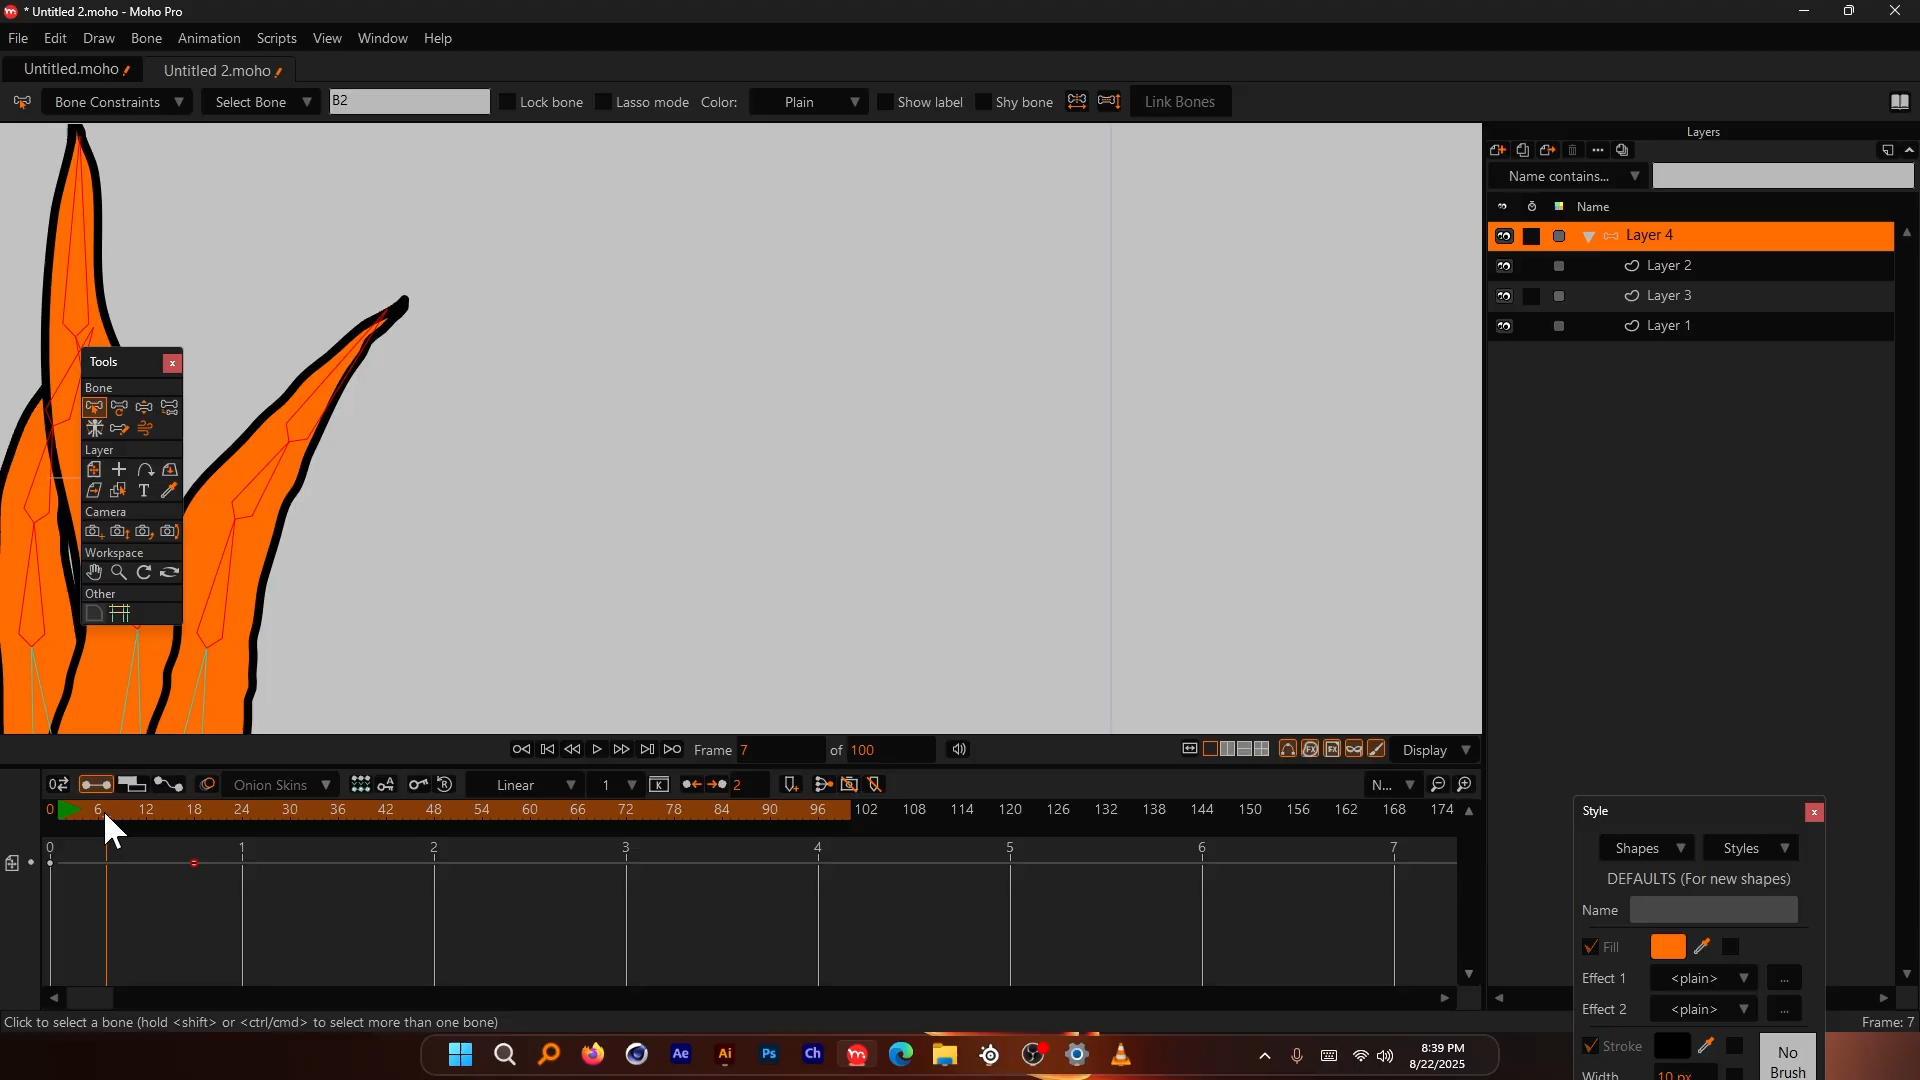 * Untitled 2.moho - Moho Pro
File Edit Draw Bone Animation Scripts View Window Help
Untitled.moho Untitled 2.moho
Bone Constraints Select Bone B2 Lock bone Lasso mode Color: Plain Show label Shy bone Link Bones
Layers
Name contains...
Name
Layer 4
Layer 2
Layer 3
Layer 1
Tools
Bone
Layer
T
Camera
Workspace
Other
Frame 7 of 100 Display
Onion Skins Linear 1 K 2 N...
0 6 12 18 24 30 36 42 48 54 60 66 72 78 84 90 96 102 108 114 120 126 132 138 144 150 156 162 168 174
0 1 2 3 4 5 6 7
Style
Shapes Styles
DEFAULTS (For new shapes)
Name
Fill
Effect 1 <plain> ...
Effect 2 <plain> ...
Stroke No
Width 10 px Brush
Click to select a bone (hold <shift> or <ctrl/cmd> to select more than one bone) Frame: 7
Ae Ai Ps Ch
8:39 PM
8/22/2025